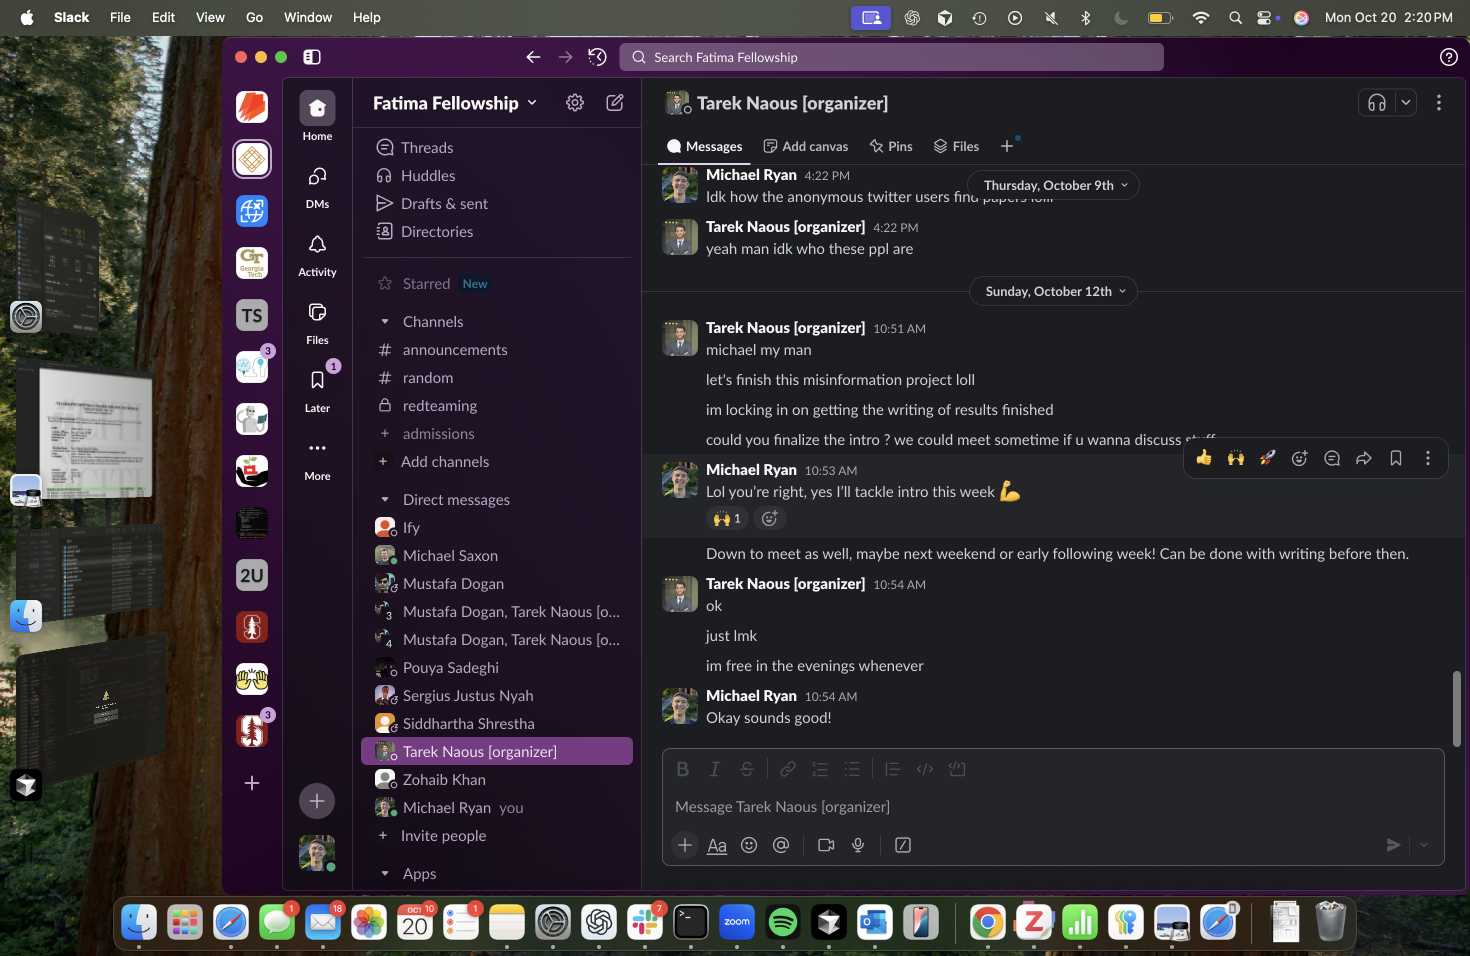 Slack File Edit View Go Window Help Mon Oct 20 2:20 PM
Search Fatima Fellowship
Fatima Fellowship
Home
DMs
Activity
Files
1
Later
More
Georgia Tech
TS
3
2U
3
Threads
Huddles
Drafts & sent
Directories
Starred New
Channels
# announcements
# random
redteaming
+ admissions
+ Add channels
Direct messages
Ify
Michael Saxon
Mustafa Dogan
3 Mustafa Dogan, Tarek Naous [o...
4 Mustafa Dogan, Tarek Naous [o...
Pouya Sadeghi
Sergius Justus Nyah
Siddhartha Shrestha
Tarek Naous [organizer]
Zohaib Khan
Michael Ryan you
+ Invite people
Apps
Tarek Naous [organizer]
Messages Add canvas Pins Files
Michael Ryan 4:22 PM
Thursday, October 9th
Idk how the anonymous twitter users find papers lolll
Tarek Naous [organizer] 4:22 PM
yeah man idk who these ppl are
Sunday, October 12th
Tarek Naous [organizer] 10:51 AM
michael my man
let's finish this misinformation project loll
im locking in on getting the writing of results finished
could you finalize the intro ? we could meet sometime if u wanna discuss stuff
Michael Ryan 10:53 AM
Lol you're right, yes I'll tackle intro this week 💪
🙌 1
Down to meet as well, maybe next weekend or early following week! Can be done with writing before then.
Tarek Naous [organizer] 10:54 AM
ok
just lmk
im free in the evenings whenever
Michael Ryan 10:54 AM
Okay sounds good!
B I S
Message Tarek Naous [organizer]
+ Aa @
1 18 OCT 10 20 1 7 zoom Z